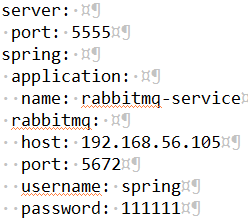 server:
 port: 5555
spring:
 application:
  name: rabbitmq-service
 rabbitmq:
  host: 192.168.56.105
  port: 5672
  username: spring
  password: 111111